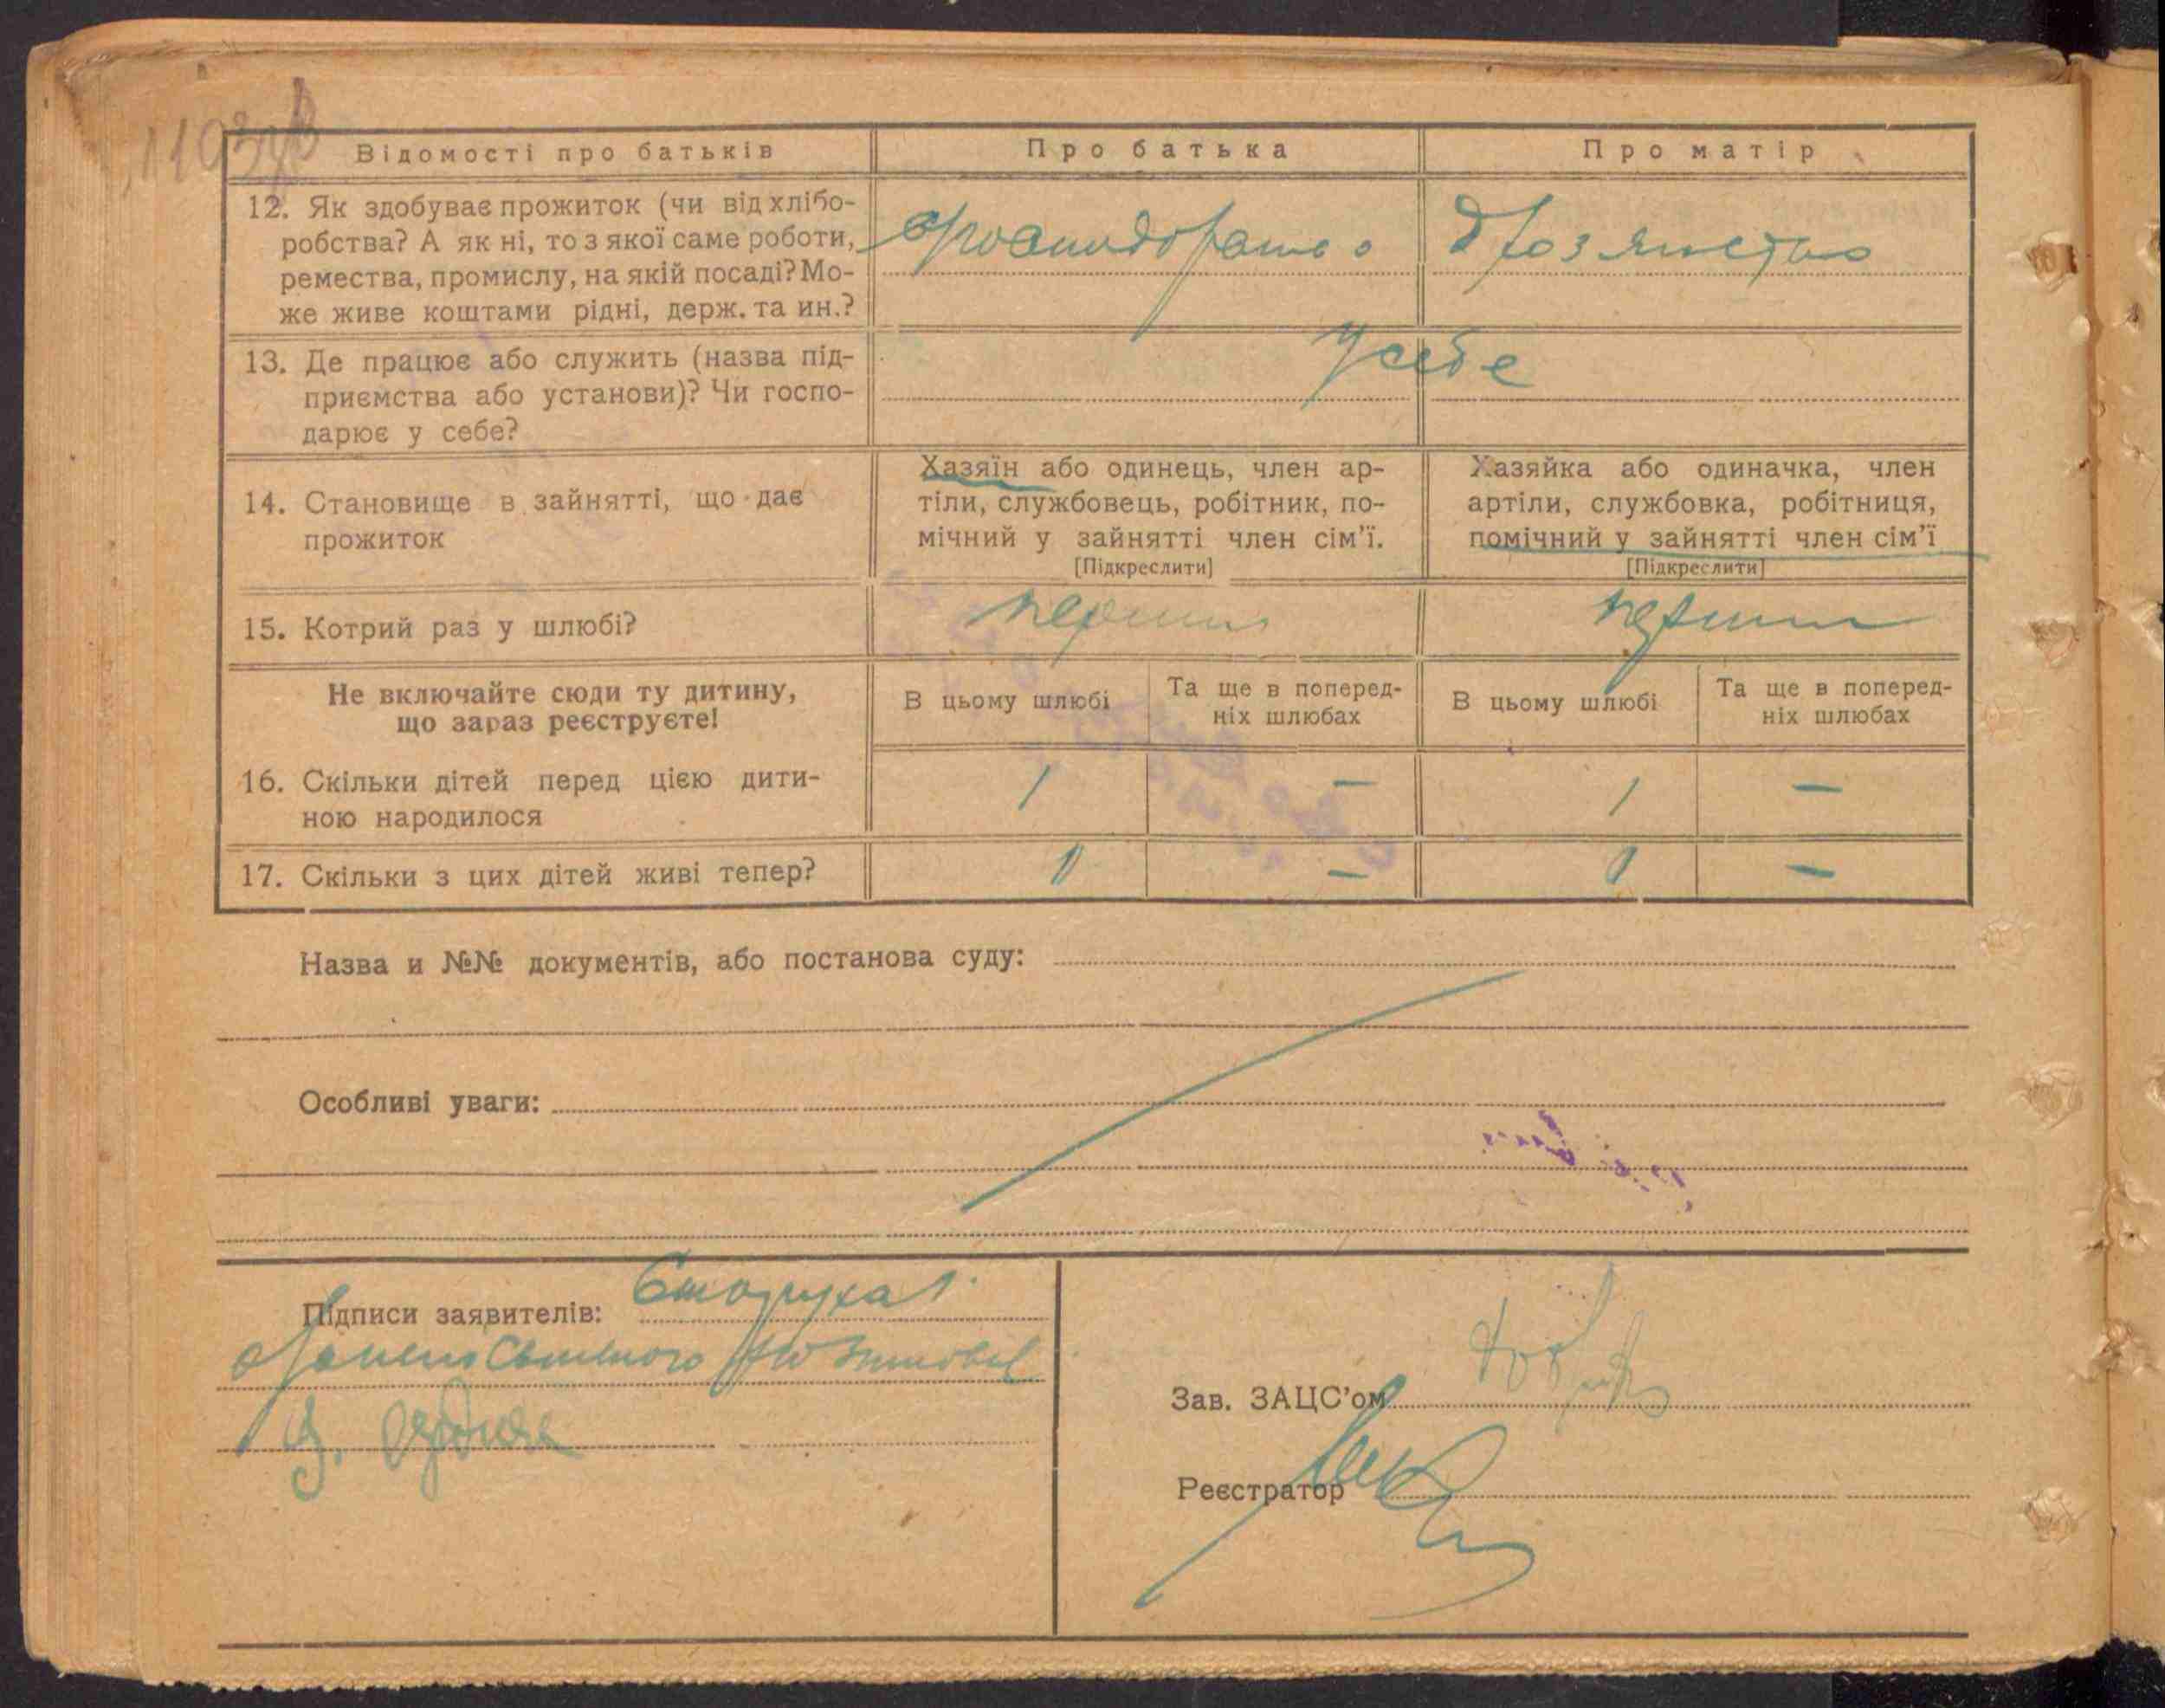 Відомості про батьків
Про батька
Про матір
12. Як здобуває прожиток (чи від хлібо-
робства? А як ні, то з якої саме роботи,
ремества, промислу, на якій посаді? Мо-
же живе коштами рідні, держ. та ин.?
13. Де працює або служить (назва під-
приємства або установи)? Чи госпо-
дарює у себе?
У себе
14. Становище в зайнятті, що дає
прожиток
Хазяїн або одинець, член ар-
тіли, службовець, робітник, по-
мічний у зайнятті член сім'ї.
[Підкреслити]
Хазяйка або одиначка, член
артіли, службовка, робітниця,
помічний у зайнятті член сім'ї
[Підкреслити]
15. Котрий раз у шлюбі?
перший
перший
Не включайте сюди ту дитину,
що зараз реєструєте!
В цьому шлюбі
Та ще в поперед-
ніх шлюбах
В цьому шлюбі
Та ще в поперед-
ніх шлюбах
16. Скільки дітей перед цією дити-
ною народилося
1 — 1 —
17. Скільки з цих дітей живі тепер?
— —
Назва и №№ документів, або постанова суду:
Особливі уваги:
Підписи заявителів:
Зав. ЗАЦС'ом
Реєстратор